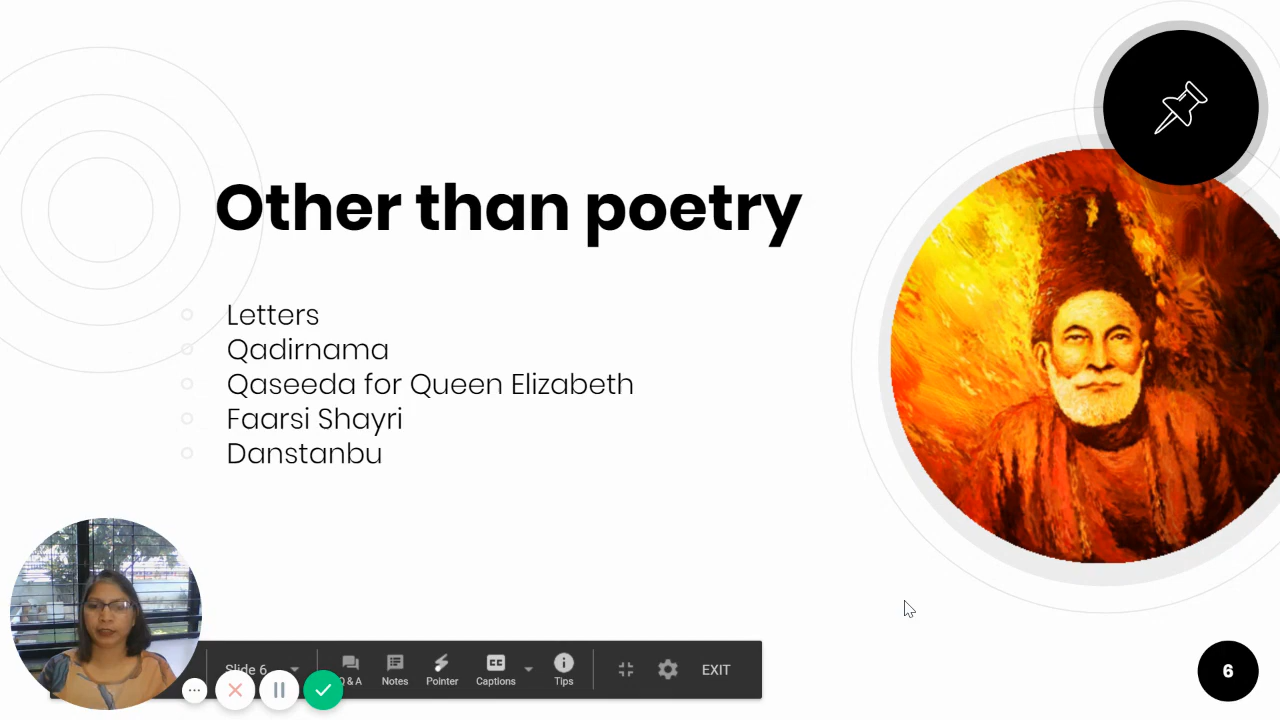 Other than poetry
Letters
Qadirnama
Qaseeda for Queen Elizabeth
Faarsi Shayri
Danstanbu
Slide 6
Q & A
Notes
Pointer
Captions
Tips
EXIT
CC
6